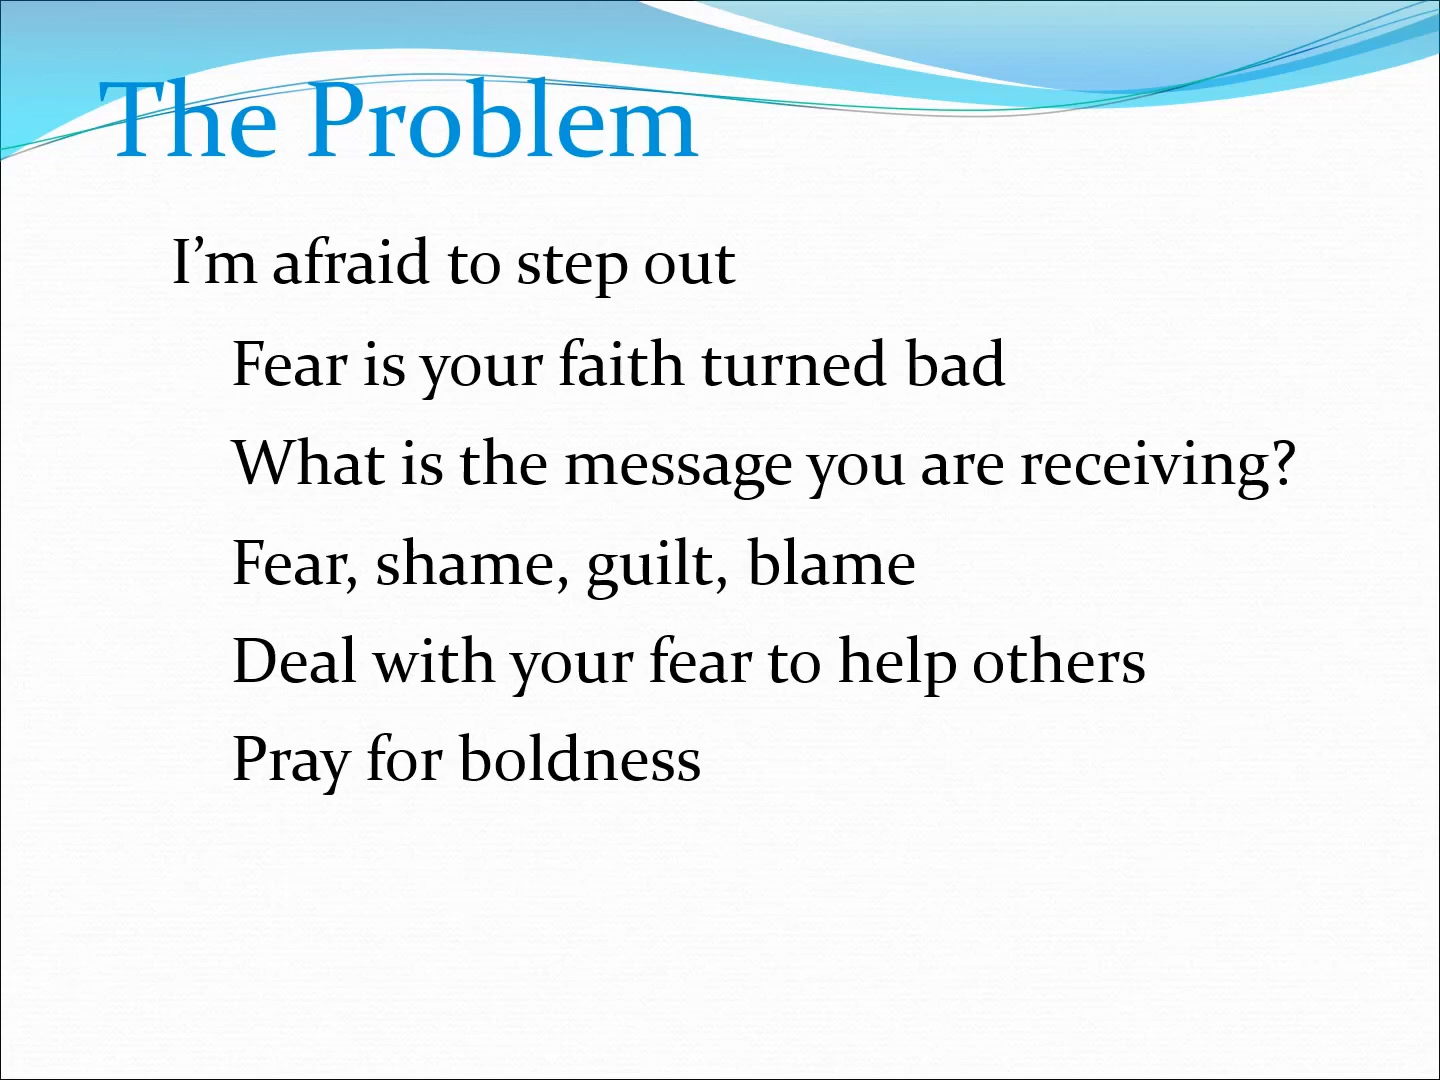 The Problem
I’m afraid to step out
Fear is your faith turned bad
What is the message you are receiving?
Fear, shame, guilt, blame
Deal with your fear to help others
Pray for boldness